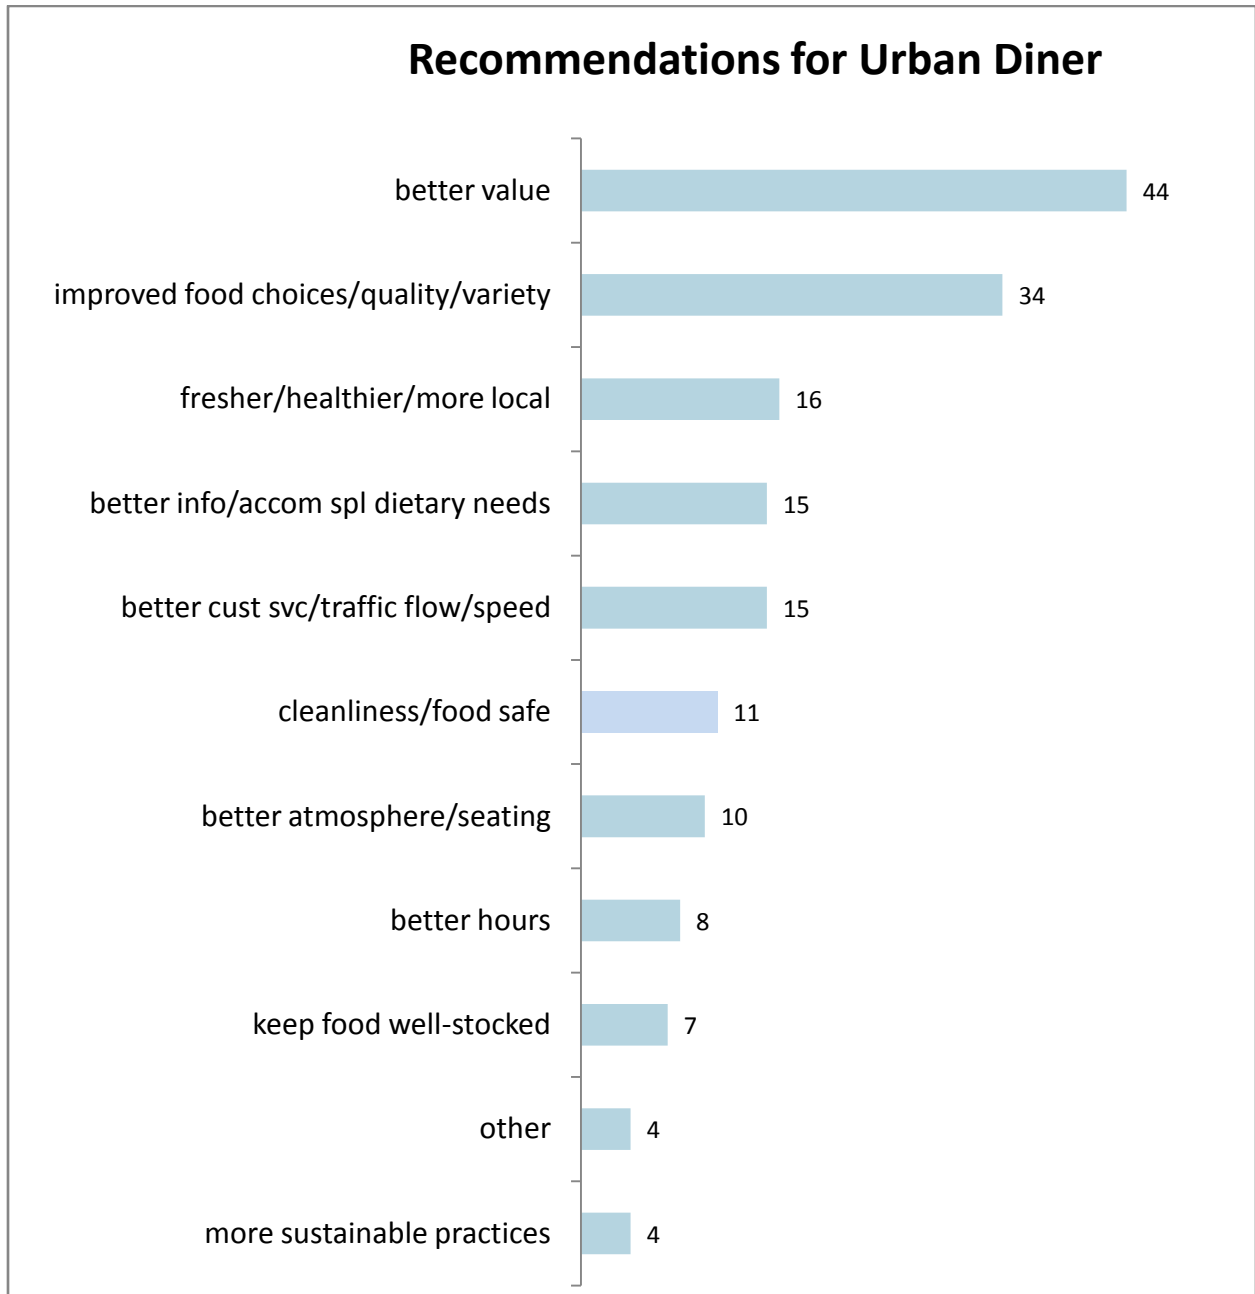 Recommendations for Urban Diner
better value 44
improved food choices/quality/variety 34
fresher/healthier/more local 16
better info/accom spl dietary needs 15
better cust svc/traffic flow/speed 15
cleanliness/food safe 11
better atmosphere/seating 10
better hours 8
keep food well-stocked 7
other 4
more sustainable practices 4